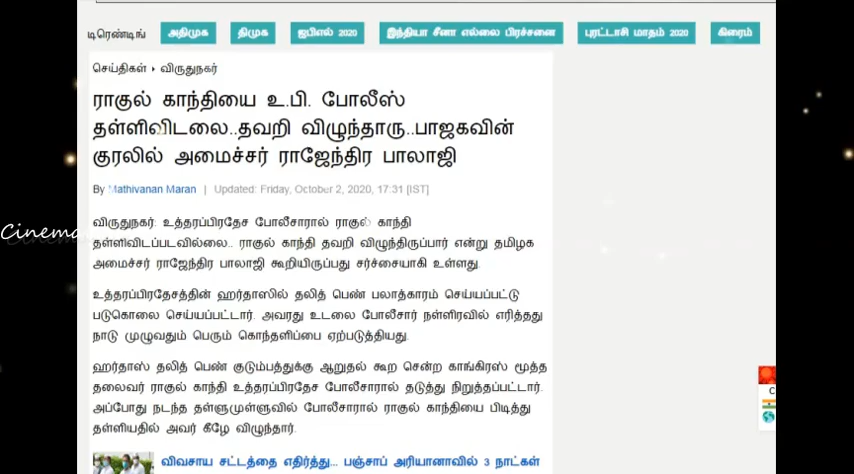 டிரெண்டிங் அதிமுக திமுக ஐபிஎல் 2020 இந்தியா சீனா எல்லை பிரச்சனை புரட்டாசி மாதம் 2020 கிரைம்
செய்திகள் விருதுநகர்
ராகுல் காந்தியை உ.பி. போலீஸ்
தள்ளிவிடலை..தவறி விழுந்தாரு..பாஜகவின்
குரலில் அமைச்சர் ராஜேந்திர பாலாஜி
By Mathivanan Maran | Updated: Friday, October 2, 2020, 17:31 [IST]
விருதுநகர்: உத்தரப்பிரதேச போலீசாரால் ராகுல் காந்தி
Cinema
தள்ளிவிடப்படவில்லை.. ராகுல் காந்தி தவறி விழுந்திருப்பார் என்று தமிழக
அமைச்சர் ராஜேந்திர பாலாஜி கூறியிருப்பது சர்ச்சையாகி உள்ளது.
உத்தரப்பிரதேசத்தின் ஹர்தாஸில் தலித் பெண் பலாத்காரம் செய்யப்பட்டு
படுகொலை செய்யப்பட்டார். அவரது உடலை போலீசார் நள்ளிரவில் எரித்தது
நாடு முழுவதும் பெரும் கொந்தளிப்பை ஏற்படுத்தியது.
ஹர்தாஸ் தலித் பெண் குடும்பத்துக்கு ஆறுதல் கூற சென்ற காங்கிரஸ் மூத்த
தலைவர் ராகுல் காந்தி உத்தரப்பிரதேச போலீசாரால் தடுத்து நிறுத்தப்பட்டார்.
அப்போது நடந்த தள்ளுமுள்ளுவில் போலீசாரால் ராகுல் காந்தியை பிடித்து
தள்ளியதில் அவர் கீழே விழுந்தார்.
விவசாய சட்டத்தை எதிர்த்து... பஞ்சாப் அரியானாவில் 3 நாட்கள்